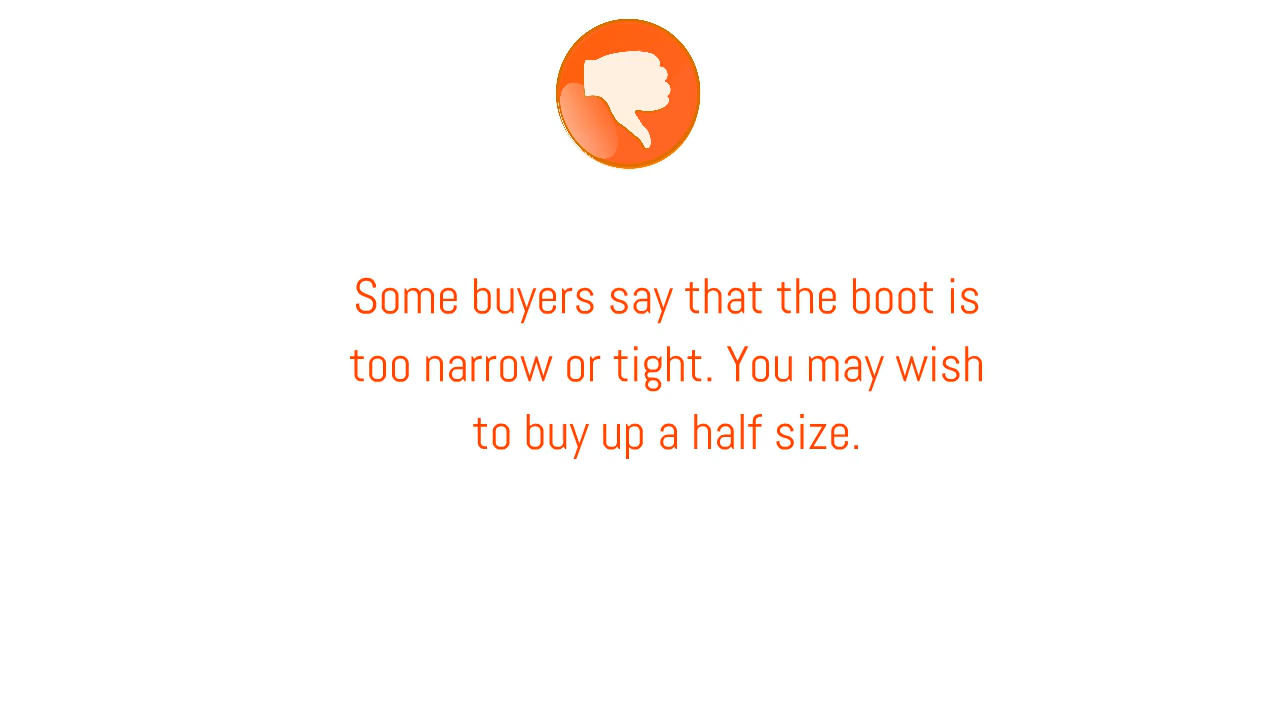 Some buyers say that the boot is
too narrow or tight. You may wish
to buy up a half size.